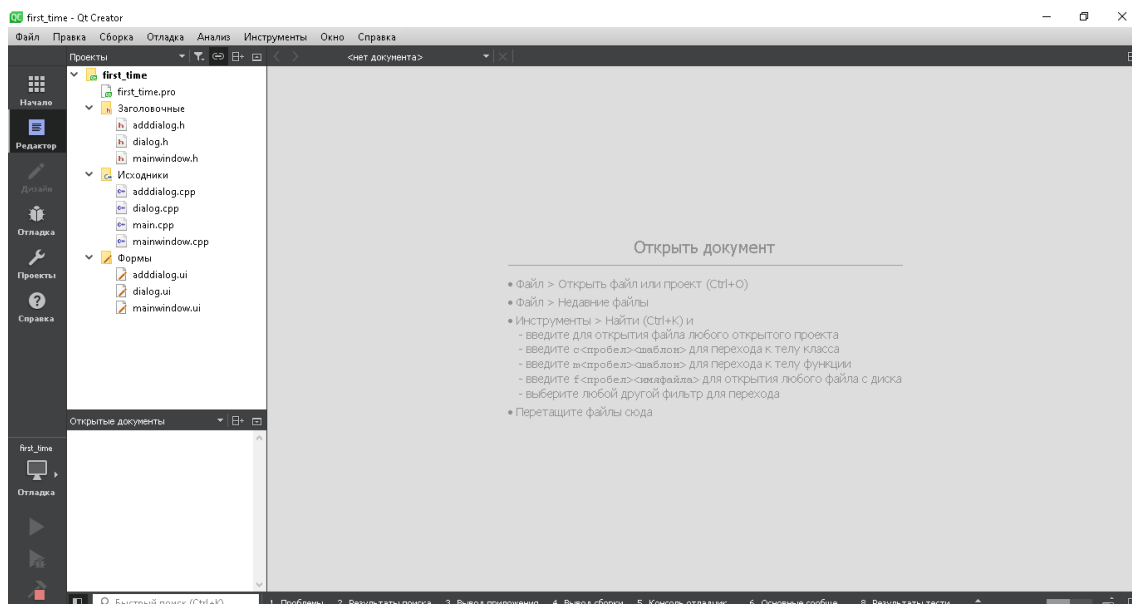 first_time - Qt Creator
Файл Правка Сборка Отладка Анализ Инструменты Окно Справка
Проекты
<нет документа>
Начало
Редактор
Дизайн
Отладка
Проекты
Справка
first_time
first_time.pro
Заголовочные
adddialog.h
dialog.h
mainwindow.h
Исходники
adddialog.cpp
dialog.cpp
main.cpp
mainwindow.cpp
Формы
adddialog.ui
dialog.ui
mainwindow.ui
Открыть документ
• Файл > Открыть файл или проект (Ctrl+O)
• Файл > Недавние файлы
• Инструменты > Найти (Ctrl+K) и
- введите для открытия файла любого открытого проекта
- введите c<пробел><шаблон> для перехода к телу класса
- введите m<пробел><шаблон> для перехода к телу функции
- введите f<пробел><имяфайла> для открытия любого файла с диска
- выберите любой другой фильтр для перехода
• Перетащите файлы сюда
Открытые документы
first_time
Отладка
Быстрый поиск (Ctrl+K)
1 Проблемы 2 Результаты поиска 3 Вывод приложения 4 Вывод сборки 5 Консоль отладчик 6 Основные сообще 8 Результаты тести